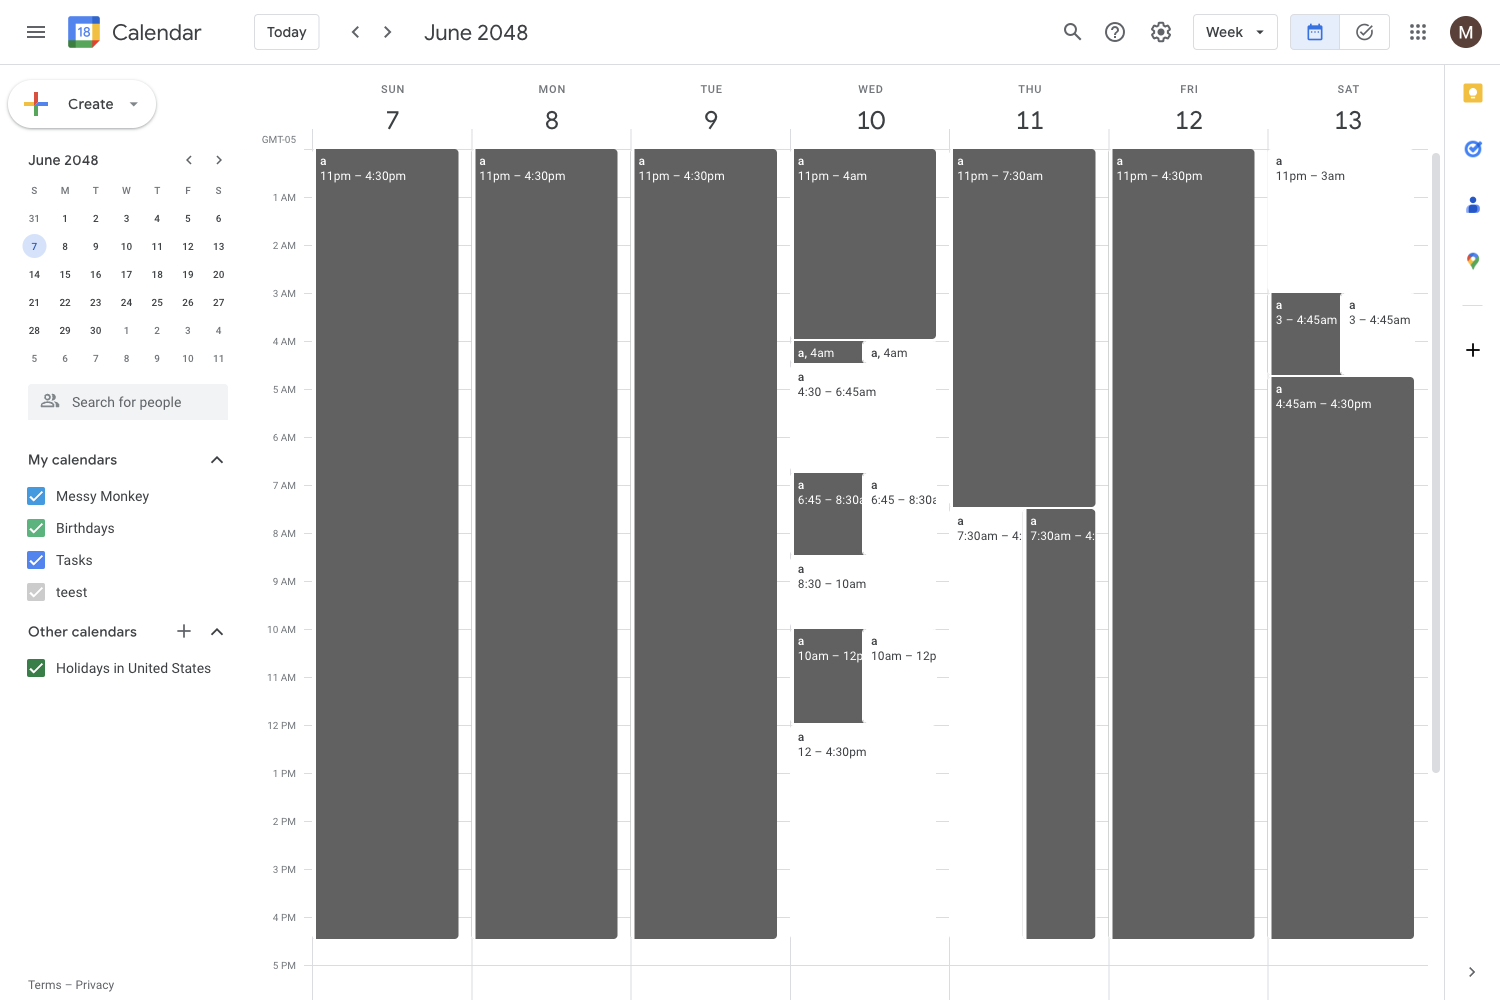 18 Calendar Today June 2048 Week M
Create
June 2048
S M T W T F S
31 1 2 3 4 5 6
7 8 9 10 11 12 13
14 15 16 17 18 19 20
21 22 23 24 25 26 27
28 29 30 1 2 3 4
5 6 7 8 9 10 11
Search for people
My calendars
Messy Monkey
Birthdays
Tasks
teest
Other calendars
Holidays in United States
Terms – Privacy
SUN MON TUE WED THU FRI SAT
7 8 9 10 11 12 13
GMT-05
1 AM
2 AM
3 AM
4 AM
5 AM
6 AM
7 AM
8 AM
9 AM
10 AM
11 AM
12 PM
1 PM
2 PM
3 PM
4 PM
5 PM
a
11pm – 4:30pm
a
11pm – 4:30pm
a
11pm – 4:30pm
a
11pm – 4am
a, 4am
a, 4am
a
4:30 – 6:45am
a
6:45 – 8:30a
a
6:45 – 8:30a
a
8:30 – 10am
a
10am – 12p
a
10am – 12p
a
12 – 4:30pm
a
11pm – 7:30am
a
7:30am – 4:
a
7:30am – 4:
a
11pm – 4:30pm
a
11pm – 3am
a
3 – 4:45am
a
3 – 4:45am
a
4:45am – 4:30pm